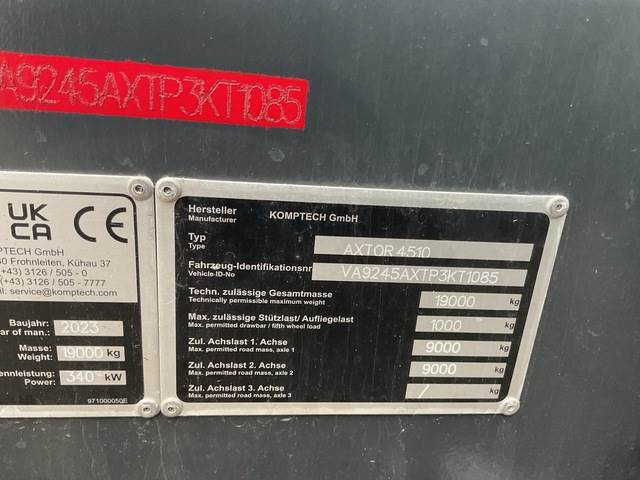 VA9245AXTP3KT1085
UK
CA CE
PTECH GmbH
0 Frohnleiten, Kühau 37
(+43) 3126 / 505 - 0
(+43) 3126 / 505 - 7777
il: service@komptech.com
Baujahr: 2023
ar of man.:
Masse: 19000 kg
Weight:
enleistung: 340 kW
Power:
97100005QE
Hersteller KOMPTECH GmbH
Manufacturer
Typ AXTOR 4510
Type
Fahrzeug-Identifikationsnr VA9245AXTP3KT1085
Vehicle-ID-No
Techn. zulässige Gesamtmasse 19000 kg
Technically permissible maximum weight
Max. zulässige Stützlast/ Aufliegelast 1000 kg
Max. permitted drawbar / fifth wheel load
Zul. Achslast 1. Achse 9000 kg
Max. permitted road mass, axle 1
Zul. Achslast 2. Achse 9000 kg
Max. permitted road mass, axle 2
Zul. Achslast 3. Achse / kg
Max. permitted road mass, axle 3